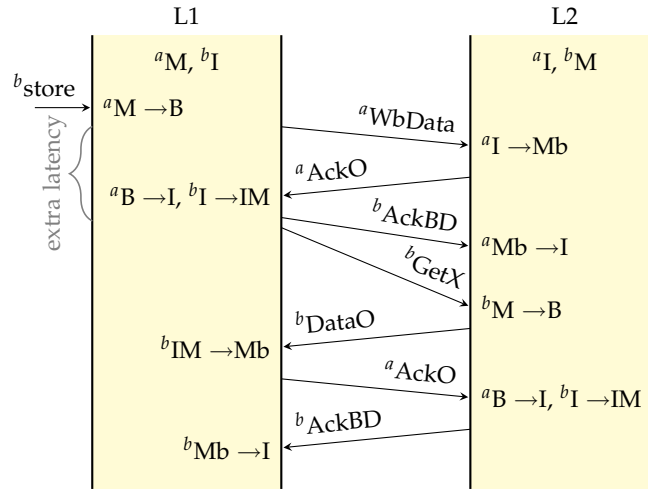 L1
L2
ᵃM, ᵇI
ᵃI, ᵇM
ᵇstore
ᵃM →B
ᵃWbData
ᵃI →Mb
extra latency
ᵃAckO
ᵃB →I, ᵇI →IM
ᵇAckBD
ᵃMb →I
ᵇGetX
ᵇM →B
ᵇDataO
ᵇIM →Mb
ᵃAckO
ᵃB →I, ᵇI →IM
ᵇAckBD
ᵇMb →I